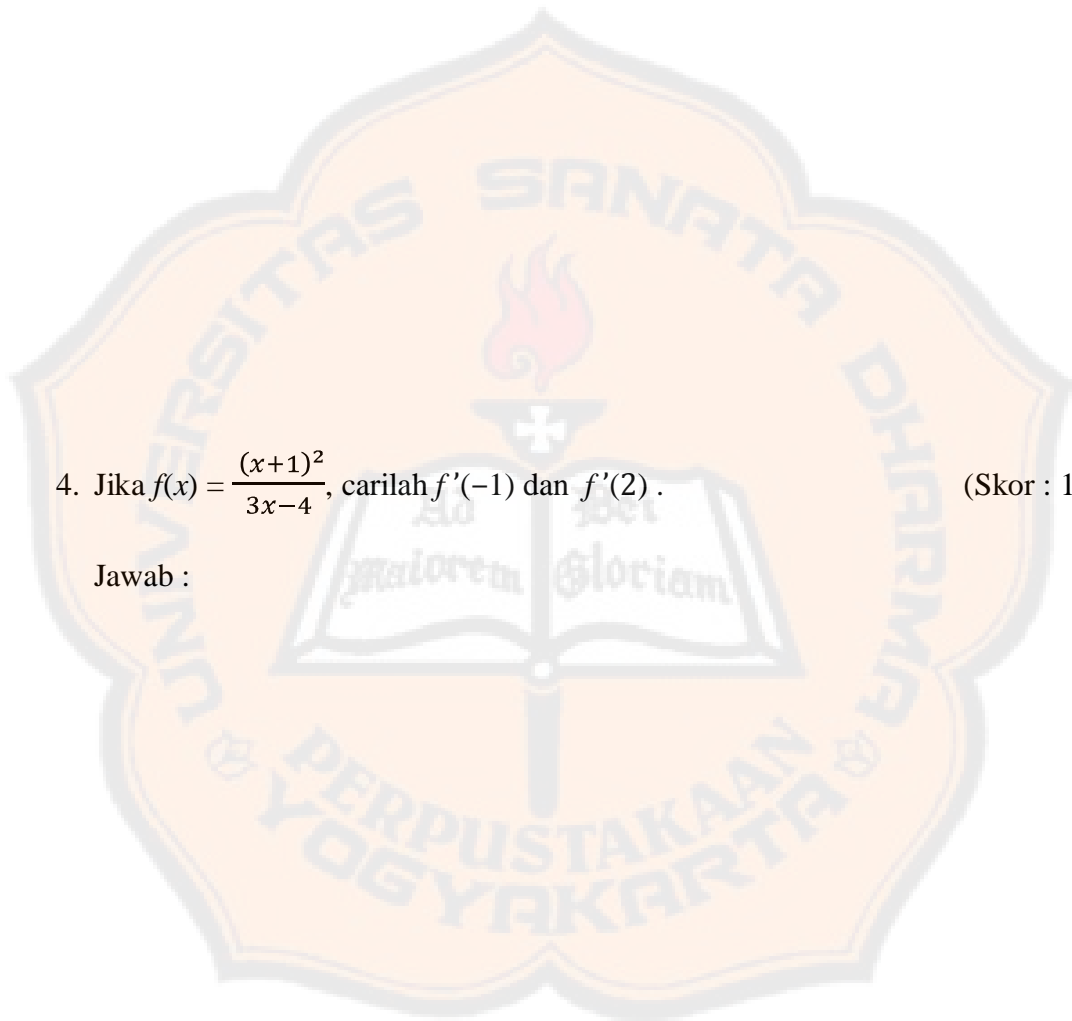 UNIVERSITAS SANATA DHARMA
4. Jika f(x) = (x+1)²/3x−4, carilah f’(−1) dan f’(2) . (Skor : 1
Ad Maiorem
Dei Gloriam
Jawab :
PERPUSTAKAAN
YOGYAKARTA